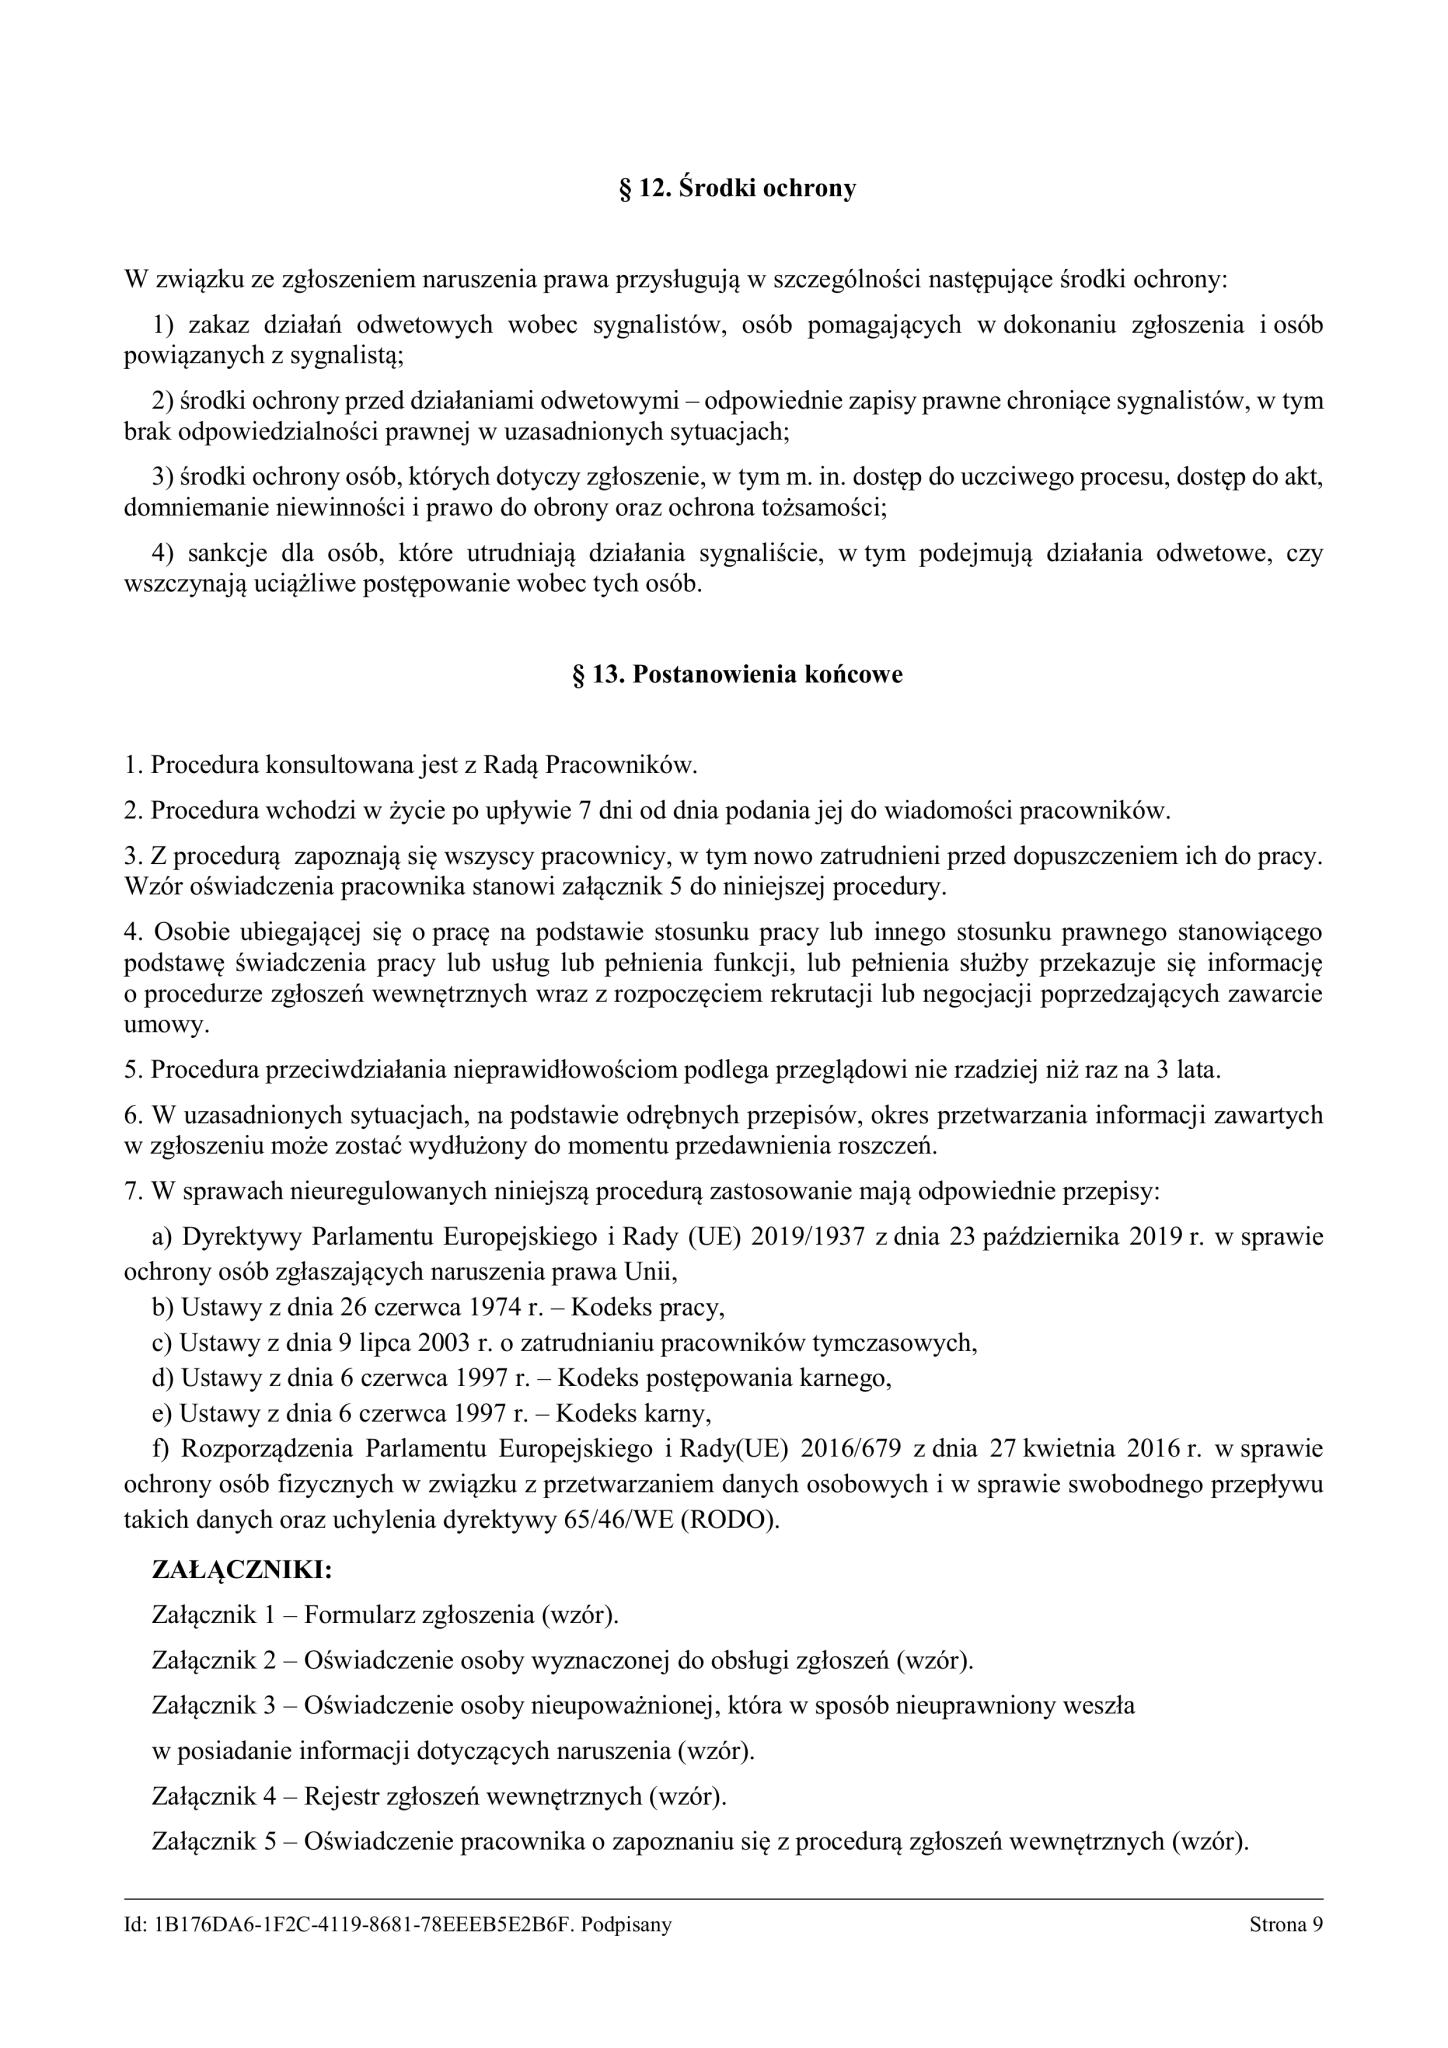 § 12. Środki ochrony
W związku ze zgłoszeniem naruszenia prawa przysługują w szczególności następujące środki ochrony:
1) zakaz działań odwetowych wobec sygnalistów, osób pomagających w dokonaniu zgłoszenia i osób
powiązanych z sygnalistą;
2) środki ochrony przed działaniami odwetowymi – odpowiednie zapisy prawne chroniące sygnalistów, w tym
brak odpowiedzialności prawnej w uzasadnionych sytuacjach;
3) środki ochrony osób, których dotyczy zgłoszenie, w tym m. in. dostęp do uczciwego procesu, dostęp do akt,
domniemanie niewinności i prawo do obrony oraz ochrona tożsamości;
4) sankcje dla osób, które utrudniają działania sygnaliście, w tym podejmują działania odwetowe, czy
wszczynają uciążliwe postępowanie wobec tych osób.
§ 13. Postanowienia końcowe
1. Procedura konsultowana jest z Radą Pracowników.
2. Procedura wchodzi w życie po upływie 7 dni od dnia podania jej do wiadomości pracowników.
3. Z procedurą zapoznają się wszyscy pracownicy, w tym nowo zatrudnieni przed dopuszczeniem ich do pracy.
Wzór oświadczenia pracownika stanowi załącznik 5 do niniejszej procedury.
4. Osobie ubiegającej się o pracę na podstawie stosunku pracy lub innego stosunku prawnego stanowiącego
podstawę świadczenia pracy lub usług lub pełnienia funkcji, lub pełnienia służby przekazuje się informację
o procedurze zgłoszeń wewnętrznych wraz z rozpoczęciem rekrutacji lub negocjacji poprzedzających zawarcie
umowy.
5. Procedura przeciwdziałania nieprawidłowościom podlega przeglądowi nie rzadziej niż raz na 3 lata.
6. W uzasadnionych sytuacjach, na podstawie odrębnych przepisów, okres przetwarzania informacji zawartych
w zgłoszeniu może zostać wydłużony do momentu przedawnienia roszczeń.
7. W sprawach nieuregulowanych niniejszą procedurą zastosowanie mają odpowiednie przepisy:
a) Dyrektywy Parlamentu Europejskiego i Rady (UE) 2019/1937 z dnia 23 października 2019 r. w sprawie
ochrony osób zgłaszających naruszenia prawa Unii,
b) Ustawy z dnia 26 czerwca 1974 r. – Kodeks pracy,
c) Ustawy z dnia 9 lipca 2003 r. o zatrudnianiu pracowników tymczasowych,
d) Ustawy z dnia 6 czerwca 1997 r. – Kodeks postępowania karnego,
e) Ustawy z dnia 6 czerwca 1997 r. – Kodeks karny,
f) Rozporządzenia Parlamentu Europejskiego i Rady(UE) 2016/679 z dnia 27 kwietnia 2016 r. w sprawie
ochrony osób fizycznych w związku z przetwarzaniem danych osobowych i w sprawie swobodnego przepływu
takich danych oraz uchylenia dyrektywy 65/46/WE (RODO).
ZAŁĄCZNIKI:
Załącznik 1 – Formularz zgłoszenia (wzór).
Załącznik 2 – Oświadczenie osoby wyznaczonej do obsługi zgłoszeń (wzór).
Załącznik 3 – Oświadczenie osoby nieupoważnionej, która w sposób nieuprawniony weszła
w posiadanie informacji dotyczących naruszenia (wzór).
Załącznik 4 – Rejestr zgłoszeń wewnętrznych (wzór).
Załącznik 5 – Oświadczenie pracownika o zapoznaniu się z procedurą zgłoszeń wewnętrznych (wzór).
Id: 1B176DA6-1F2C-4119-8681-78EEEB5E2B6F. Podpisany Strona 9